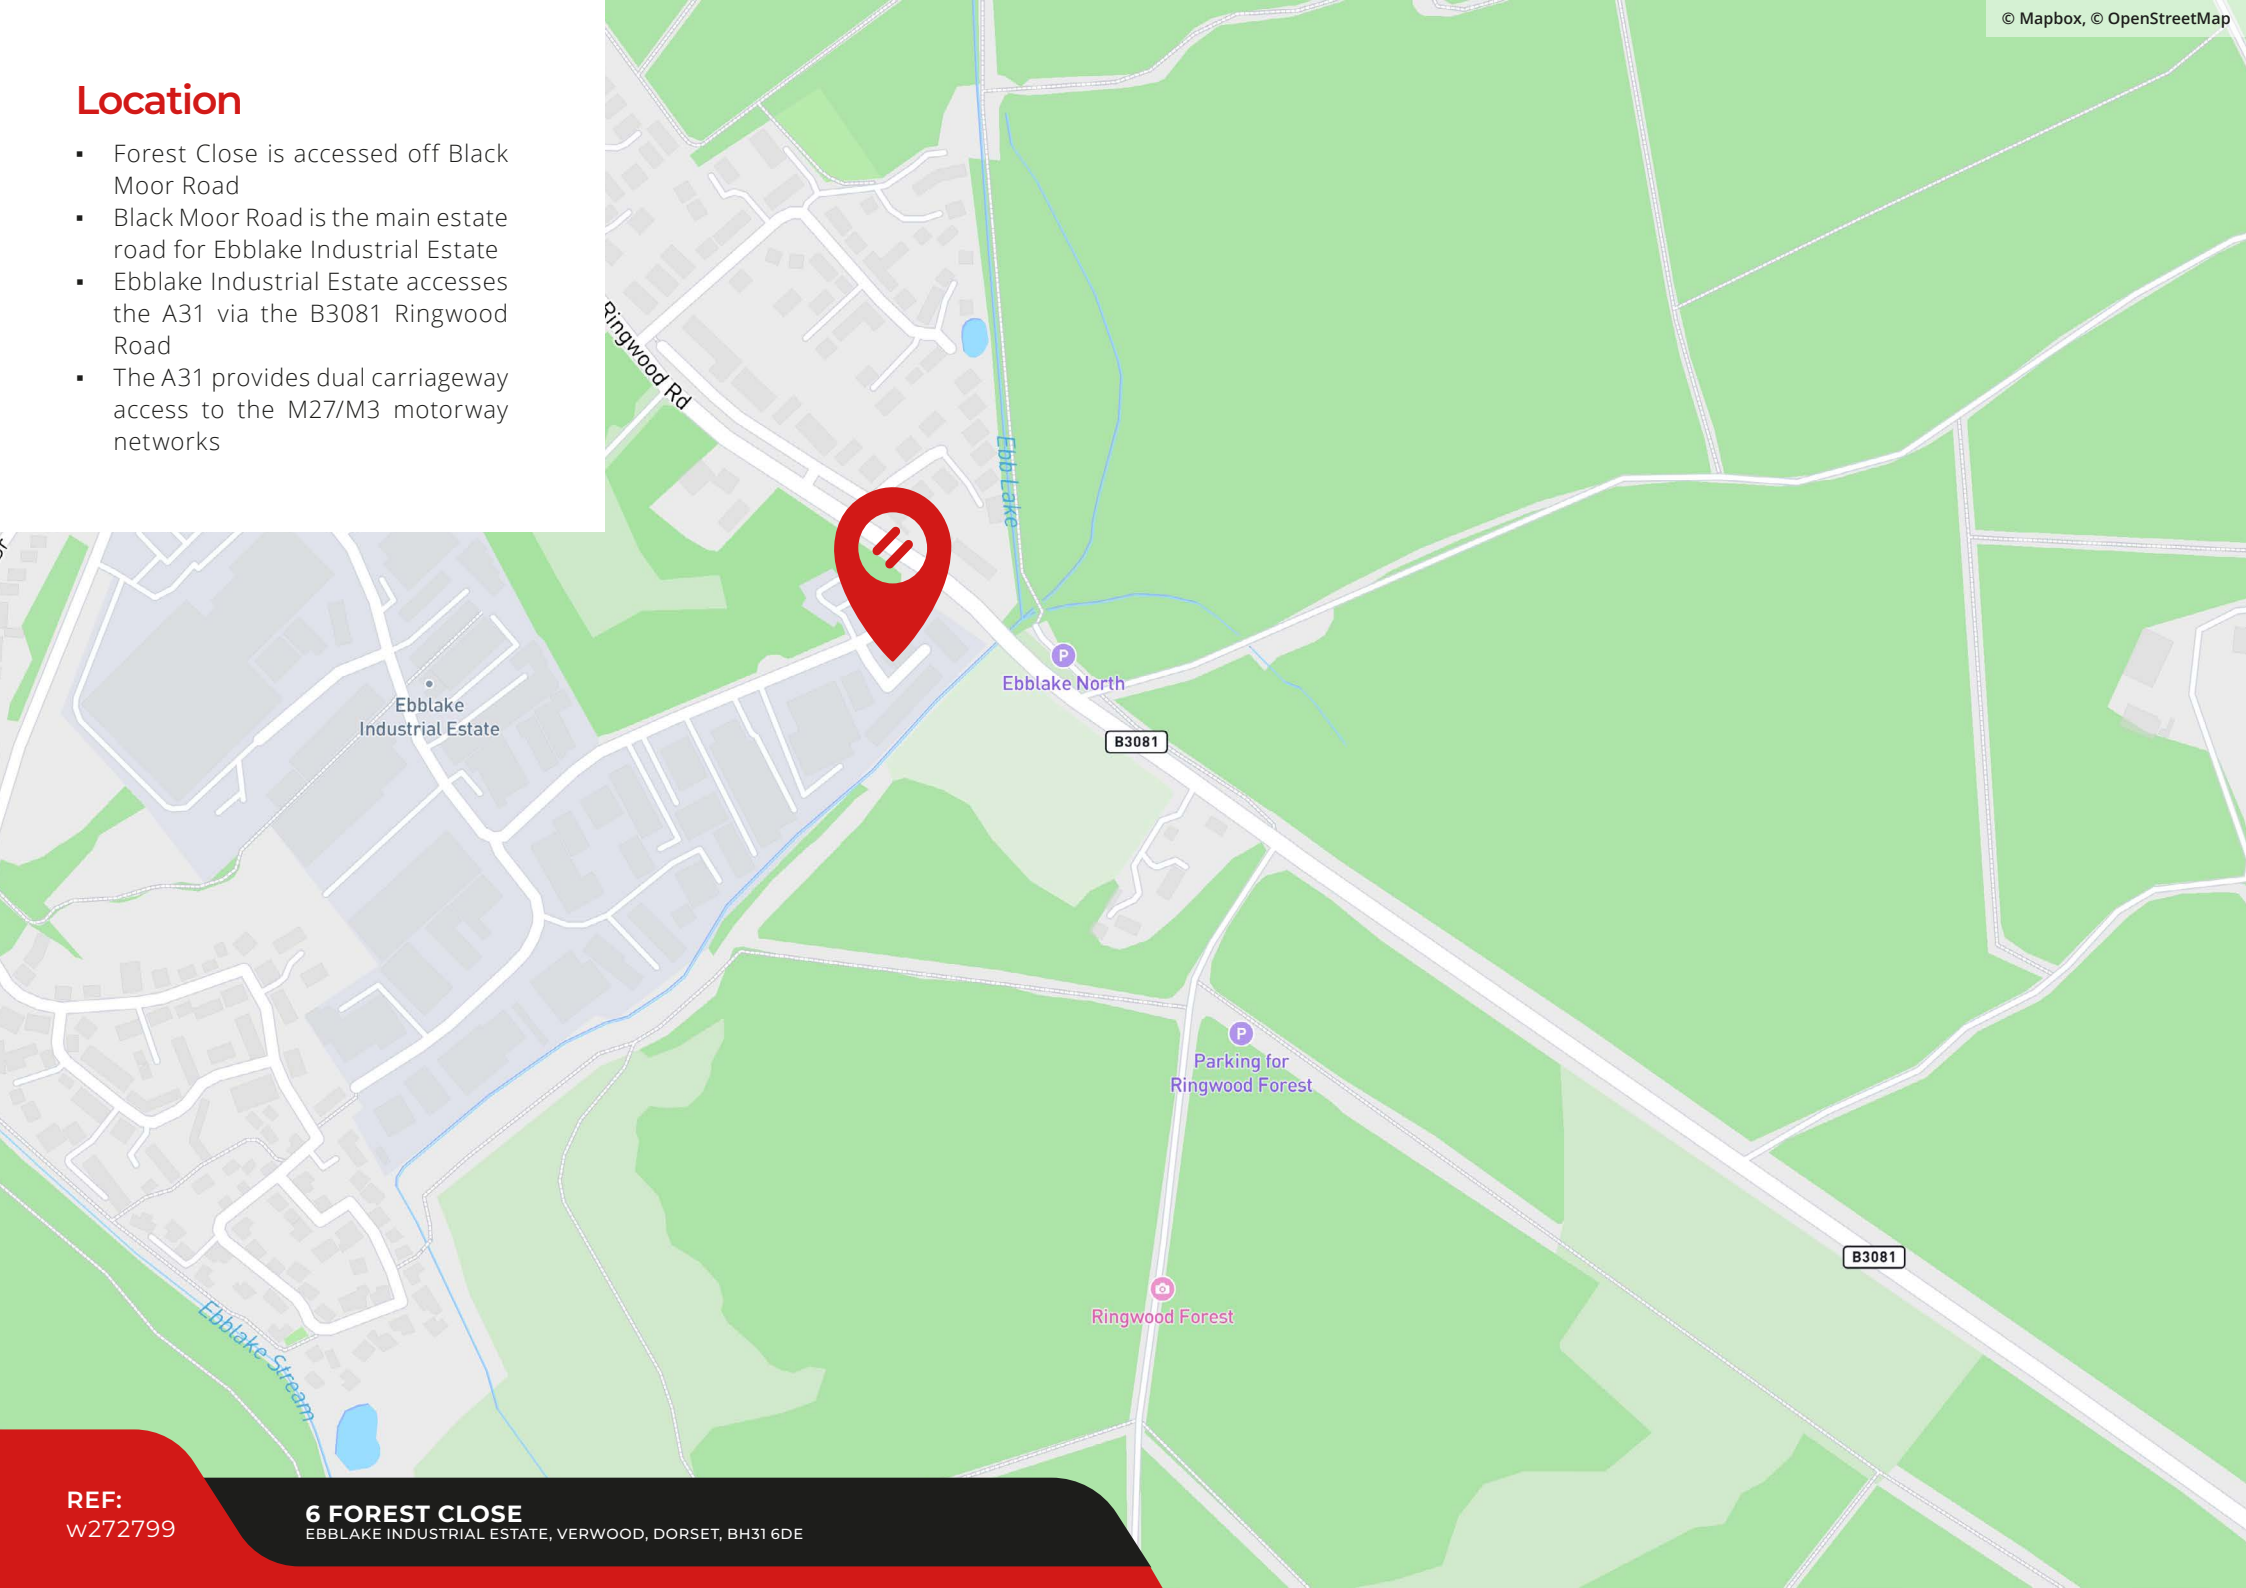 © Mapbox, © OpenStreetMap
Location
▪ Forest Close is accessed off Black
Moor Road
▪ Black Moor Road is the main estate
road for Ebblake Industrial Estate
▪ Ebblake Industrial Estate accesses
the A31 via the B3081 Ringwood
Road
▪ The A31 provides dual carriageway
access to the M27/M3 motorway
networks
Ringwood Rd
Ebb Lake
Ebblake
Industrial Estate
P
Ebblake North
B3081
P
Parking for
Ringwood Forest
B3081
Ringwood Forest
Ebblake Stream
REF:
w272799
6 FOREST CLOSE
EBBLAKE INDUSTRIAL ESTATE, VERWOOD, DORSET, BH31 6DE